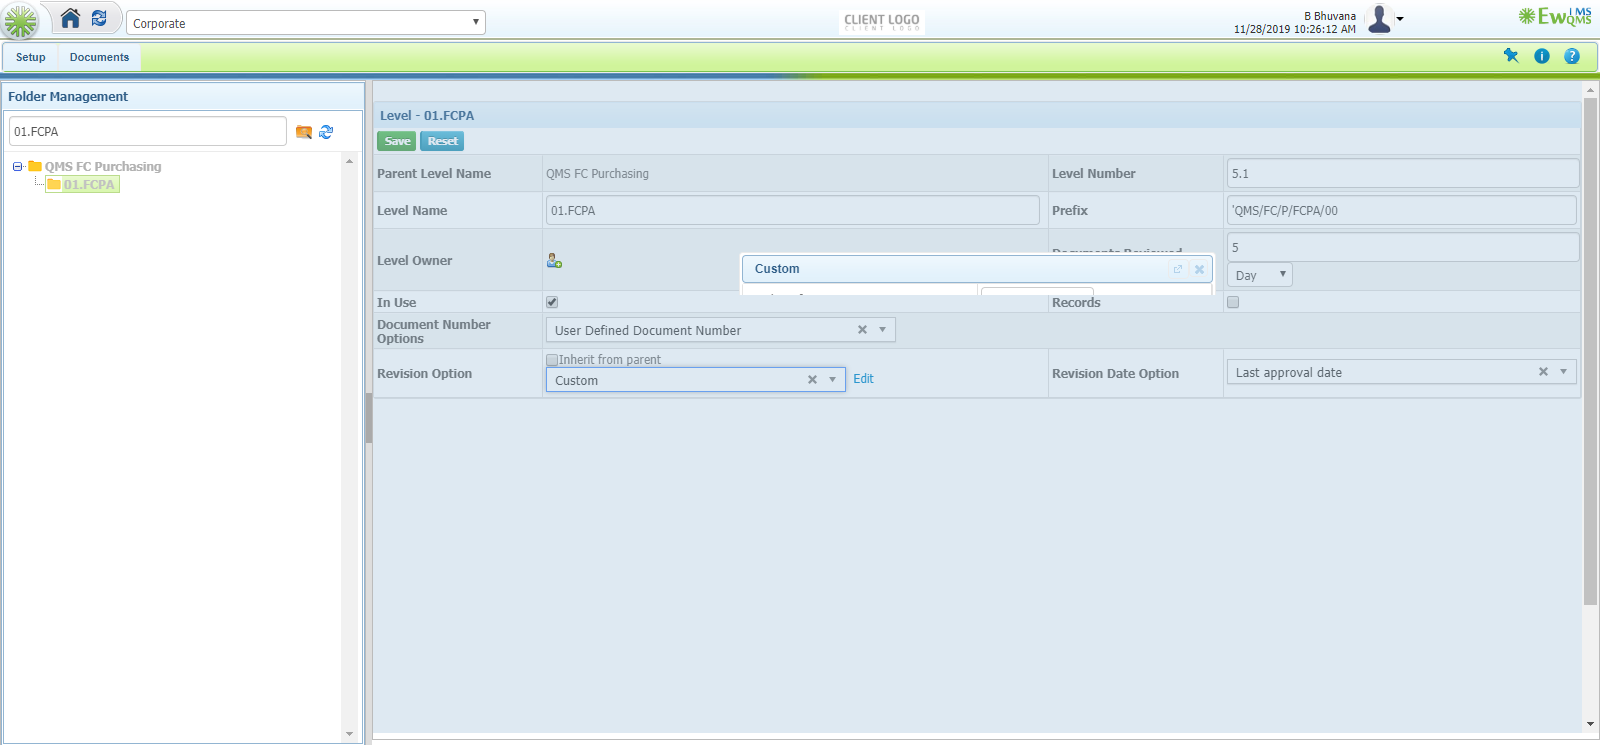 Corporate
CLIENT LOGO
CLIENT LOGO
B Bhuvana
11/28/2019 10:26:12 AM
EwQMS
IMS
Setup
Documents
Folder Management
01.FCPA
QMS FC Purchasing
01.FCPA
Level - 01.FCPA
Save
Reset
Parent Level Name
QMS FC Purchasing
Level Number
5.1
Level Name
01.FCPA
Prefix
'QMS/FC/P/FCPA/00
Level Owner
Documents Reviewed
5
Day
Custom
In Use
Records
Document Number
Options
User Defined Document Number
Revision Option
Inherit from parent
Custom
Edit
Revision Date Option
Last approval date